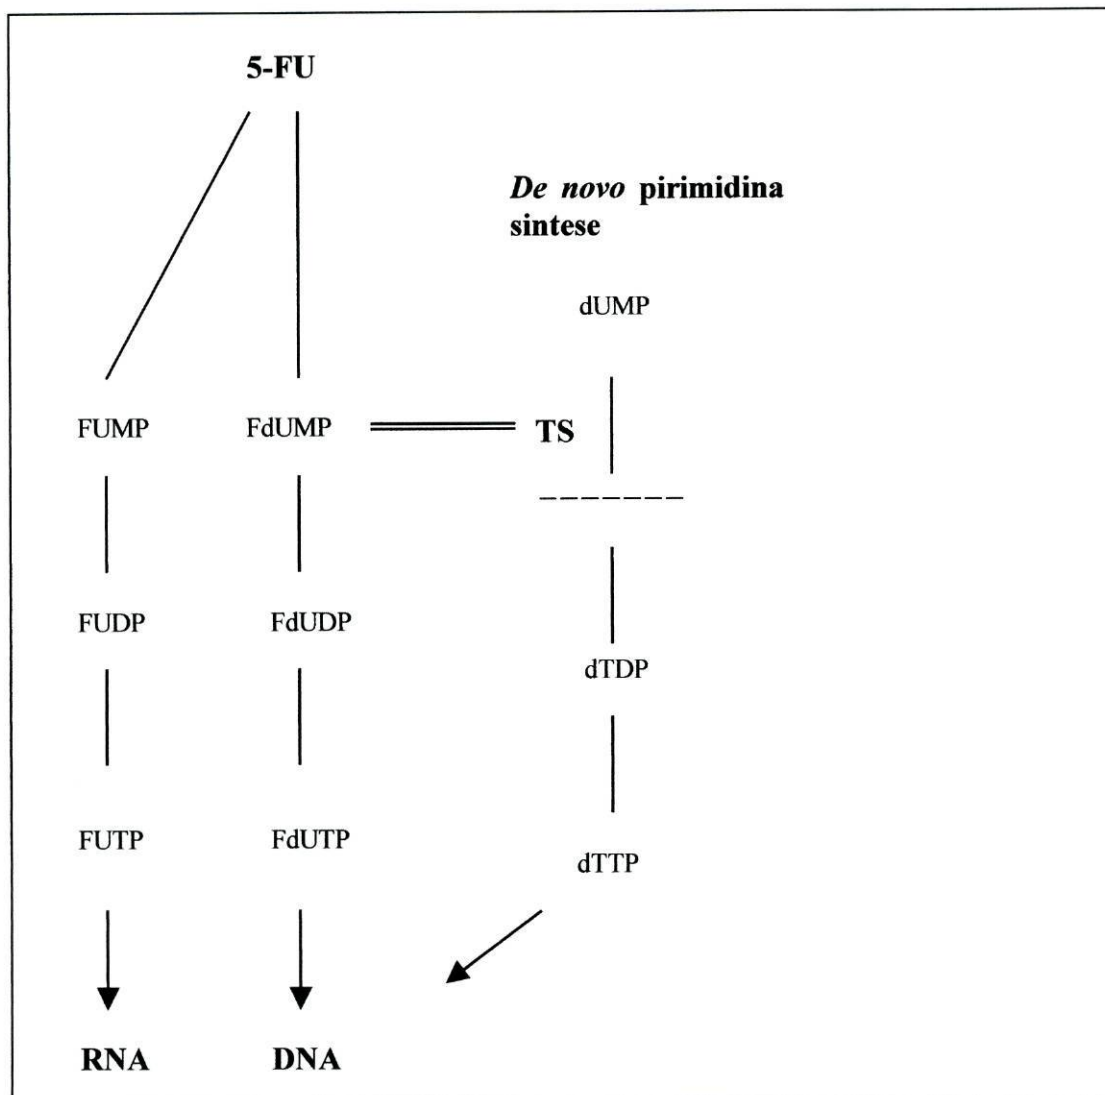 5-FU
De novo pirimidina
sintese
dUMP
FUMP FdUMP TS
FUDP FdUDP
dTDP
FUTP FdUTP
dTTP
RNA DNA